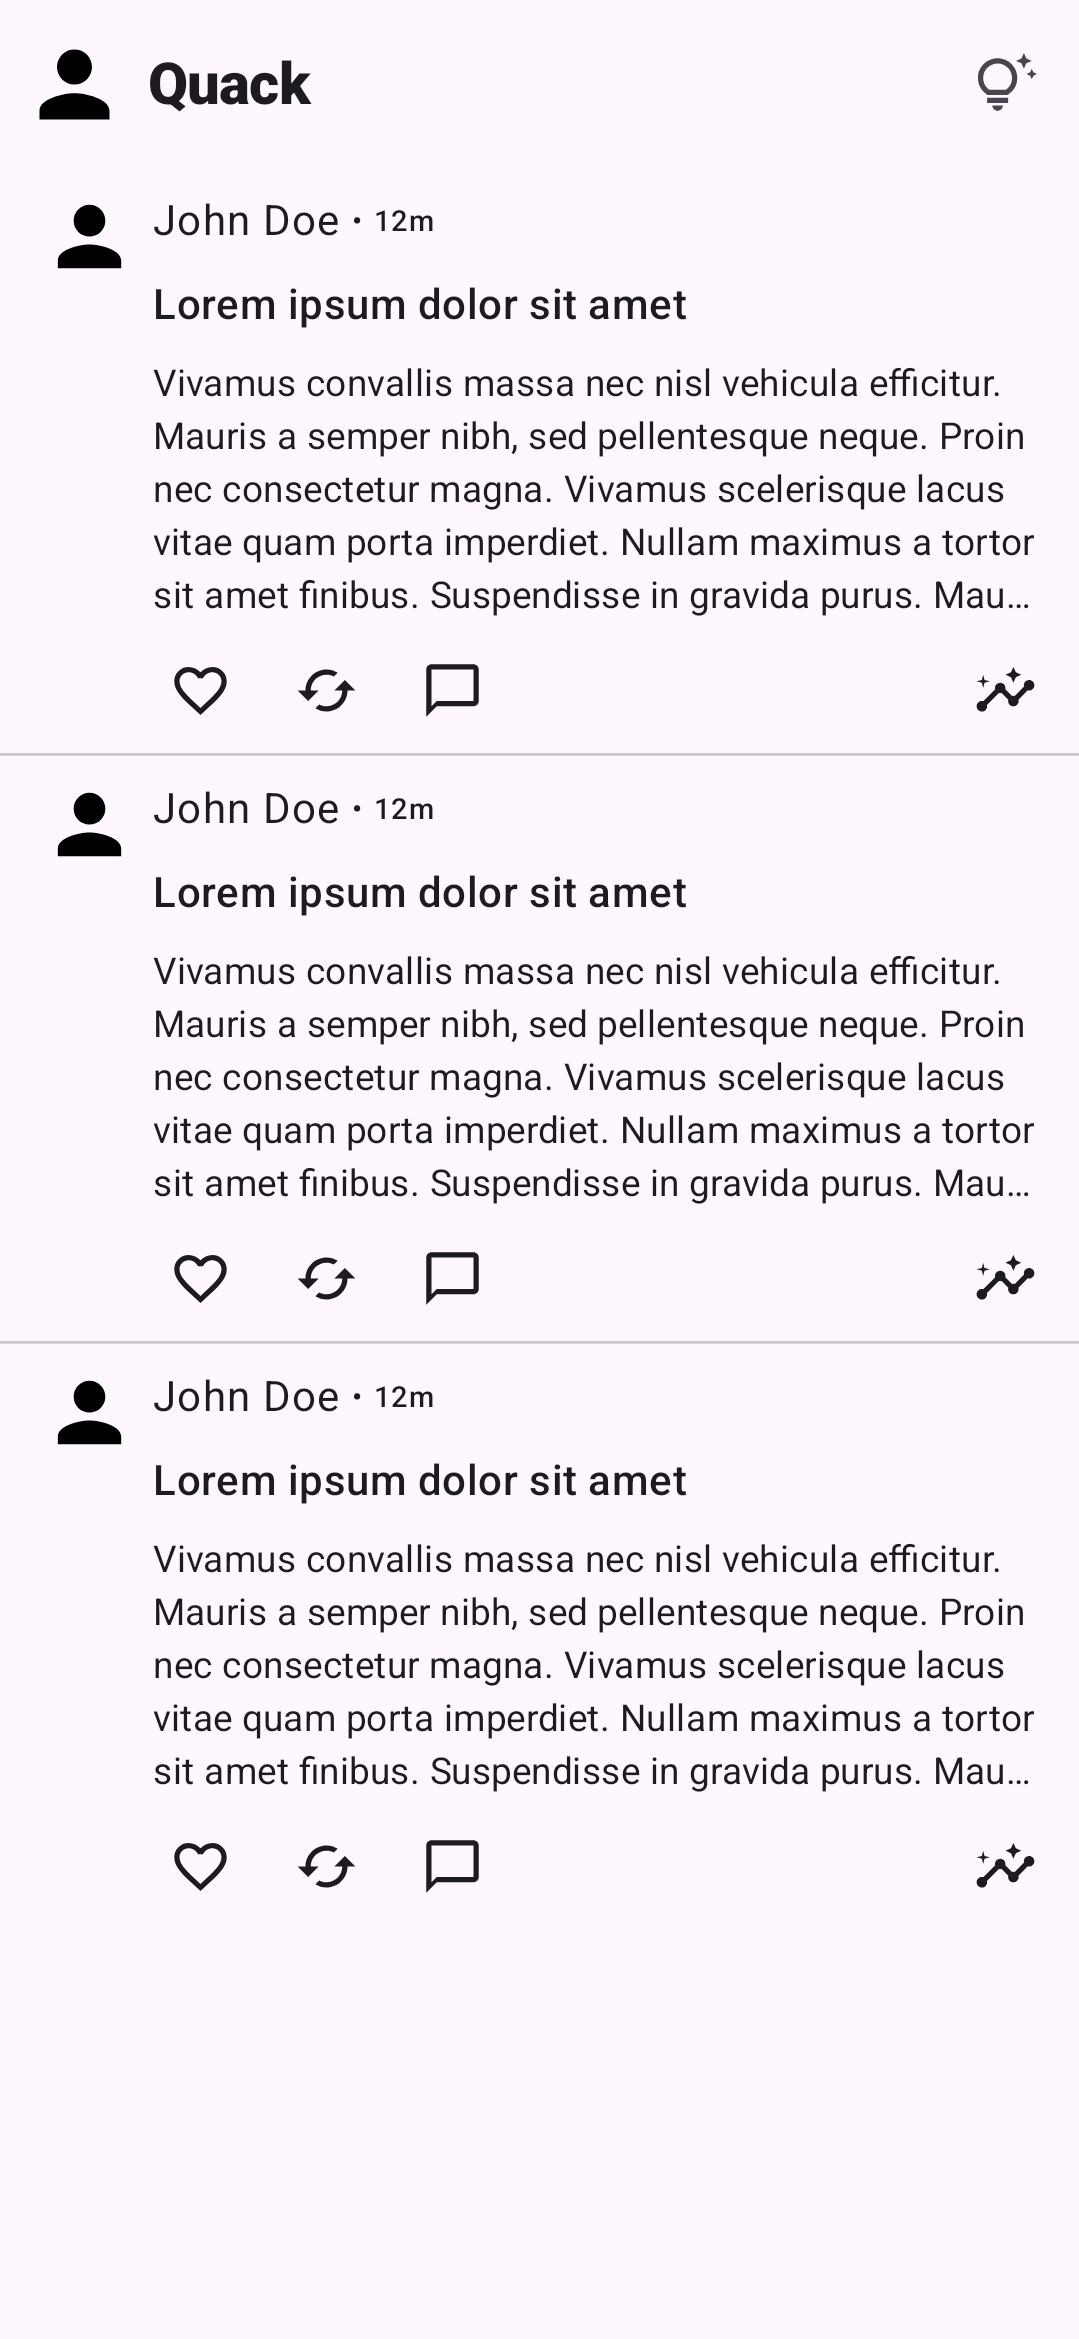 Quack
John Doe • 12m
Lorem ipsum dolor sit amet
Vivamus convallis massa nec nisl vehicula efficitur.
Mauris a semper nibh, sed pellentesque neque. Proin
nec consectetur magna. Vivamus scelerisque lacus
vitae quam porta imperdiet. Nullam maximus a tortor
sit amet finibus. Suspendisse in gravida purus. Mau…
John Doe • 12m
Lorem ipsum dolor sit amet
Vivamus convallis massa nec nisl vehicula efficitur.
Mauris a semper nibh, sed pellentesque neque. Proin
nec consectetur magna. Vivamus scelerisque lacus
vitae quam porta imperdiet. Nullam maximus a tortor
sit amet finibus. Suspendisse in gravida purus. Mau…
John Doe • 12m
Lorem ipsum dolor sit amet
Vivamus convallis massa nec nisl vehicula efficitur.
Mauris a semper nibh, sed pellentesque neque. Proin
nec consectetur magna. Vivamus scelerisque lacus
vitae quam porta imperdiet. Nullam maximus a tortor
sit amet finibus. Suspendisse in gravida purus. Mau…